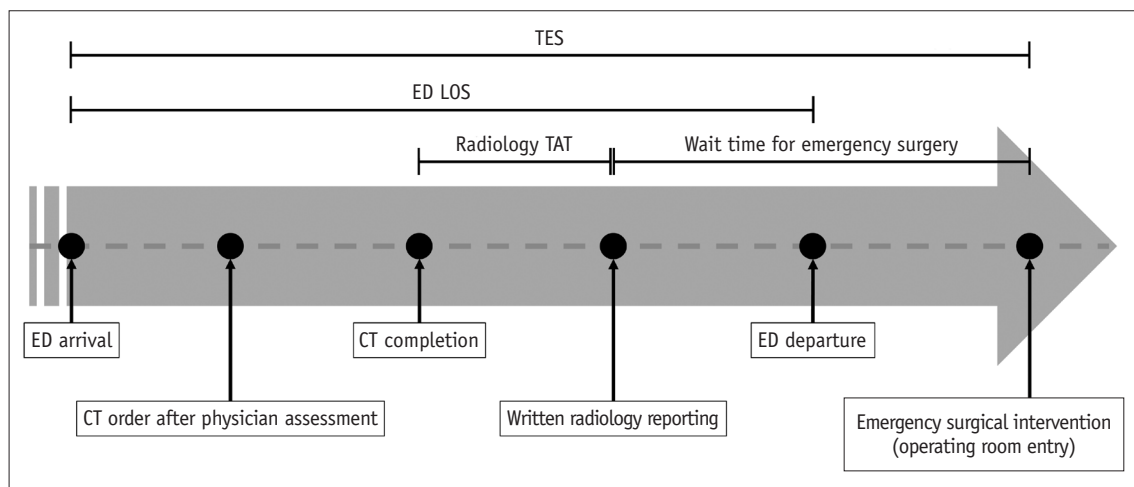 TES
ED LOS
Radiology TAT
Wait time for emergency surgery
ED arrival
CT completion
ED departure
CT order after physician assessment
Written radiology reporting
Emergency surgical intervention
(operating room entry)